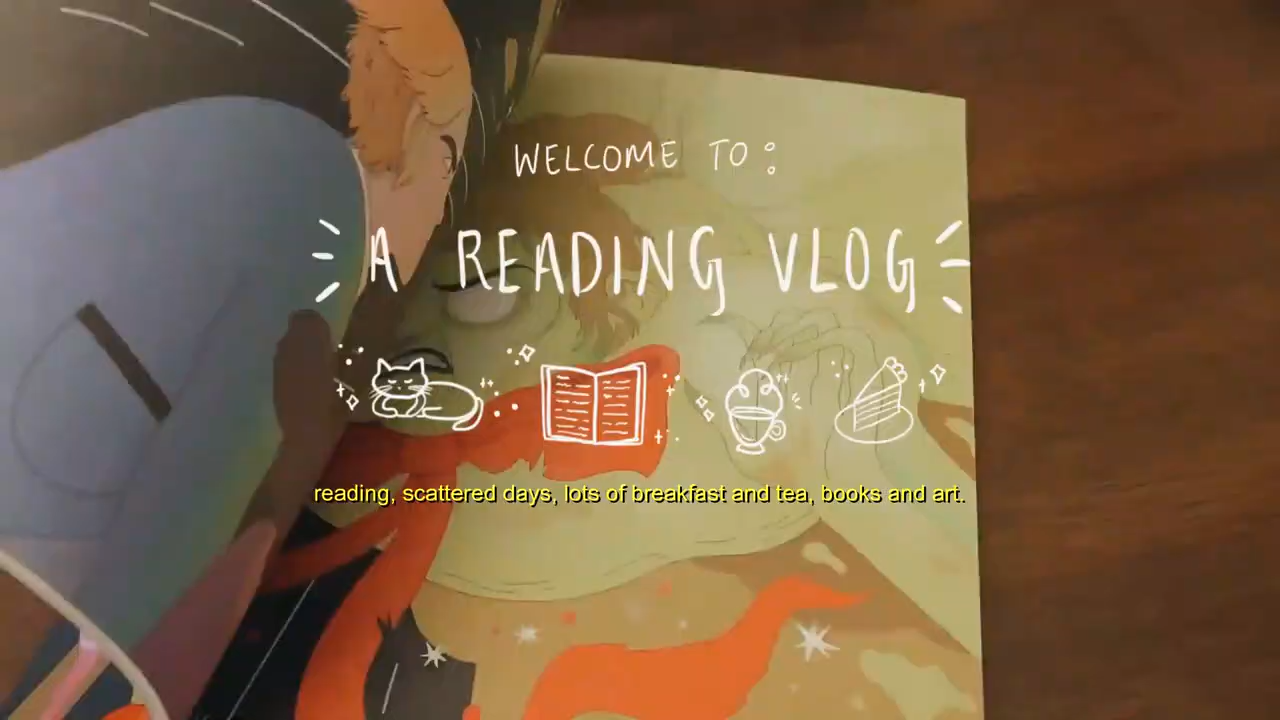 WELCOME TO:
A READING VLOG
reading, scattered days, lots of breakfast and tea, books and art.